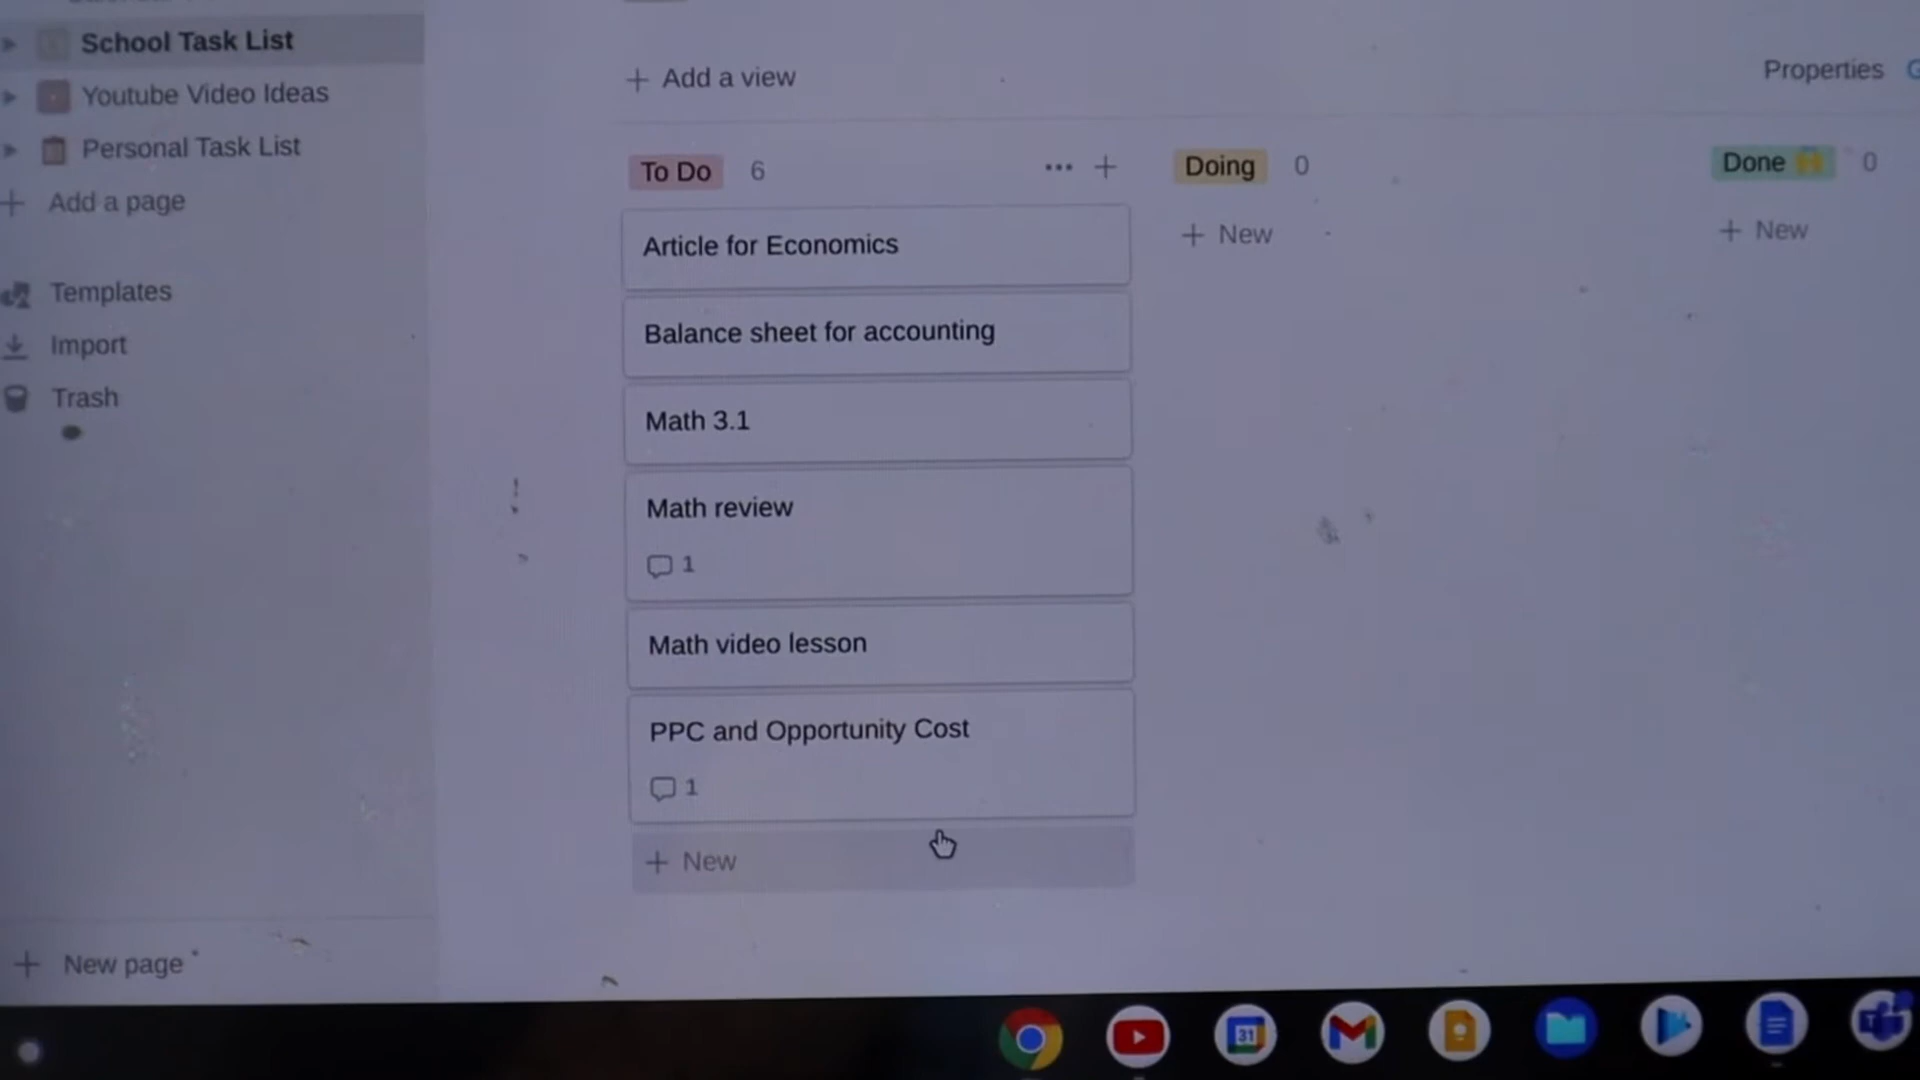 School Task List
Youtube Video Ideas
Personal Task List
Add a page
Templates
Import
Trash
New page
Add a view
Properties
To Do 6
Article for Economics
Balance sheet for accounting
Math 3.1
Math review
1
Math video lesson
PPC and Opportunity Cost
1
New
Doing 0
New
Done 0
New
31